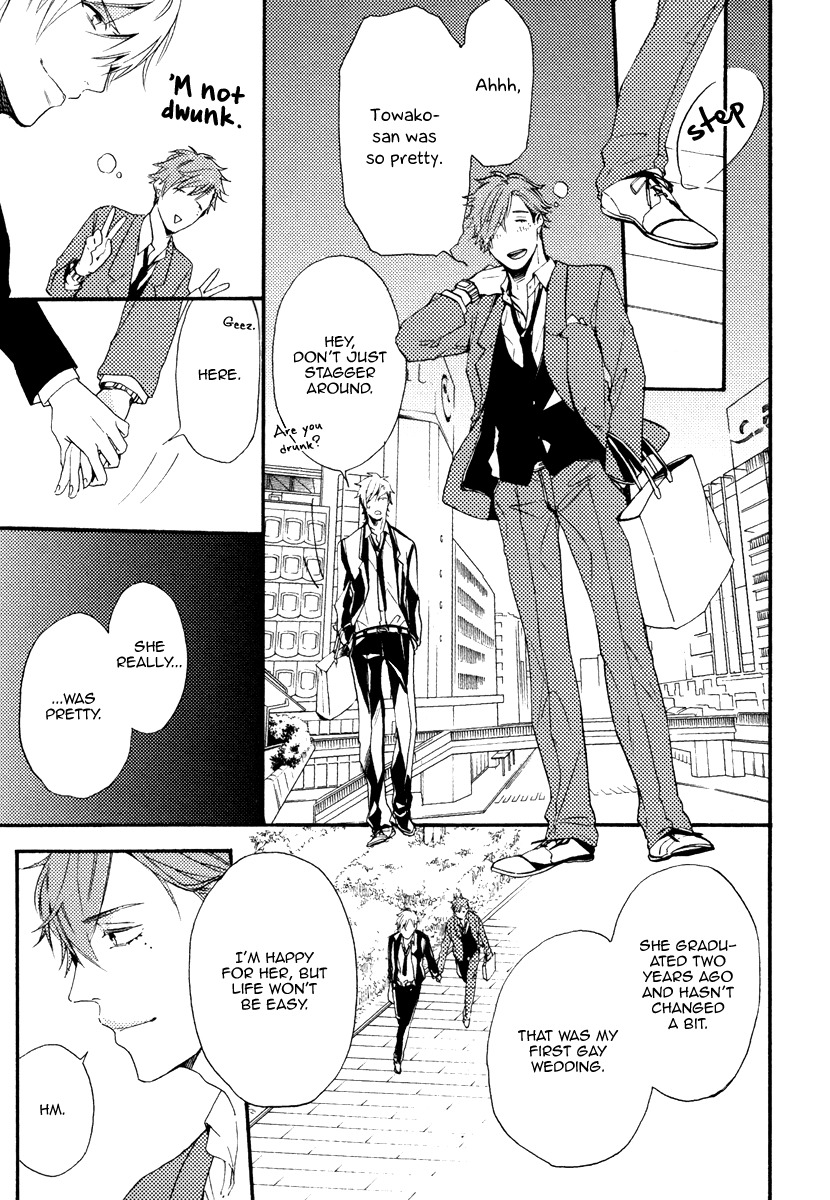 step
Ahhh,
Towako-
san was
so pretty.
HEY,
DON'T JUST
STAGGER
AROUND.
Are you
drunk?
'M not
dwunk.
Geez.
HERE.
SHE
REALLY...
...WAS
PRETTY.
SHE GRADU-
ATED TWO
YEARS AGO
AND HASN'T
CHANGED
A BIT.
THAT WAS MY
FIRST GAY
WEDDING.
I'M HAPPY
FOR HER, BUT
LIFE WON'T
BE EASY.
HM.